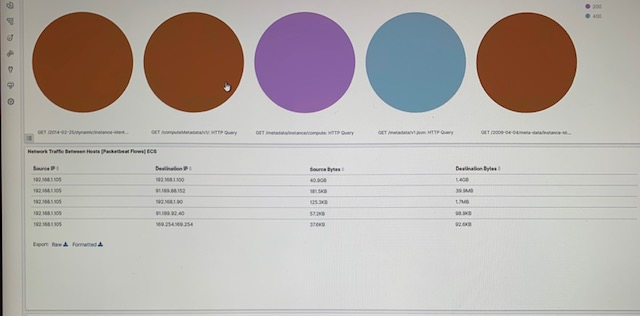 200
400
GET /2014-02-25/dynamic/instance-ident...
GET /computeMetadata/v1/: HTTP Query
GET /metadata/instance/compute: HTTP Query
GET /metadata/v1.json: HTTP Query
GET /2009-04-04/meta-data/instance-id:...
Network Traffic Between Hosts [Packetbeat Flows] ECS
Source IP Destination IP Source Bytes Destination Bytes
192.168.1.105 192.168.1.100 40.9GB 1.4GB
192.168.1.105 91.189.88.152 181.5KB 39.9MB
192.168.1.105 192.168.1.90 125.3KB 1.7MB
192.168.1.105 91.189.92.40 57.2KB 98.9KB
192.168.1.105 169.254.169.254 37.6KB 92.6KB
Export: Raw Formatted